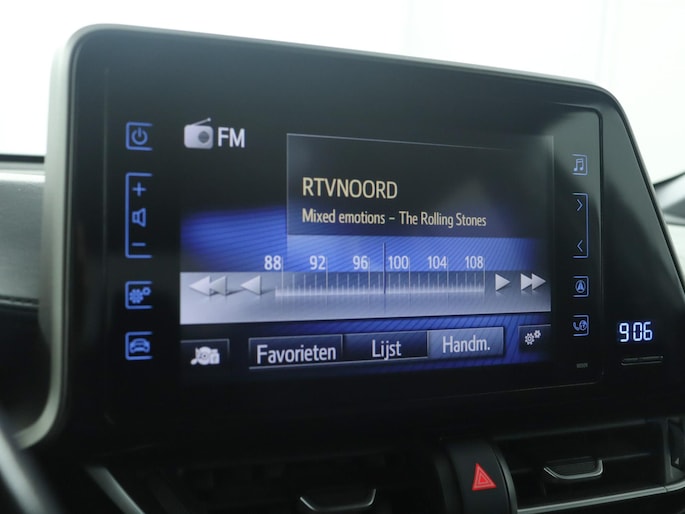 FM
RTVNOORD
Mixed emotions - The Rolling Stones
88 92 96 100 104 108
Favorieten Lijst Handm.
9:06